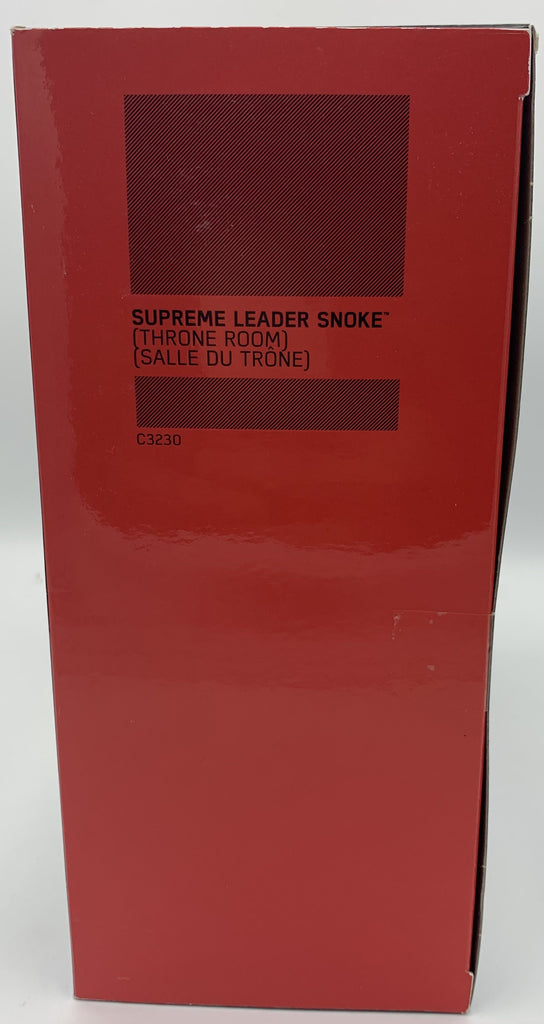 SUPREME LEADER SNOKE™
(THRONE ROOM)
(SALLE DU TRÔNE)
C3230